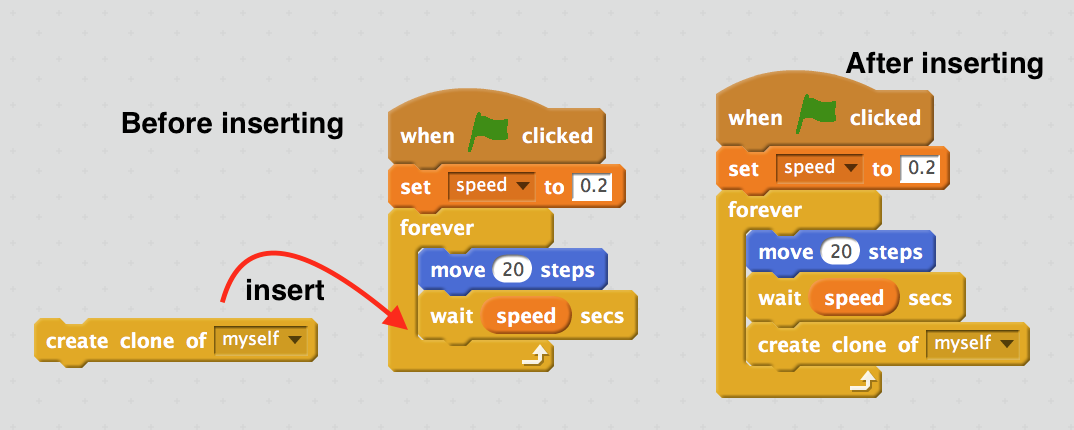 Before inserting
insert
create clone of myself
when clicked
set speed to 0.2
forever
move 20 steps
wait speed secs
After inserting
when clicked
set speed to 0.2
forever
move 20 steps
wait speed secs
create clone of myself